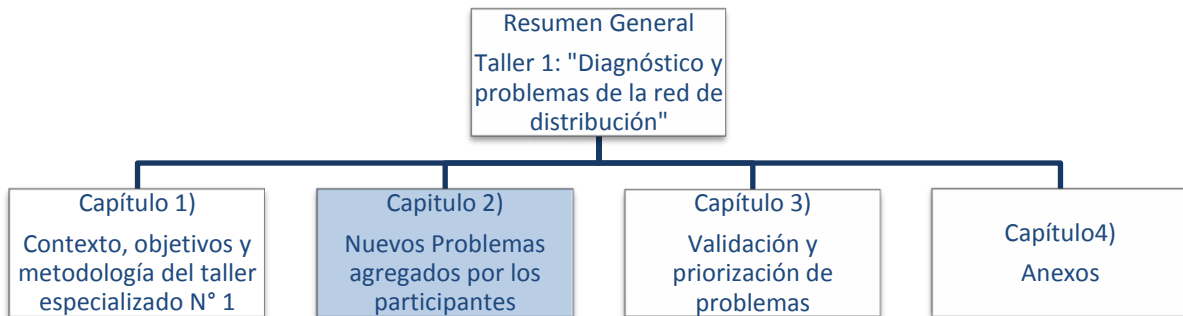 Resumen General
Taller 1: "Diagnóstico y
problemas de la red de
distribución"
Capítulo 1)
Contexto, objetivos y
metodología del taller
especializado N° 1
Capitulo 2)
Nuevos Problemas
agregados por los
participantes
Capítulo 3)
Validación y
priorización de
problemas
Capítulo4)
Anexos